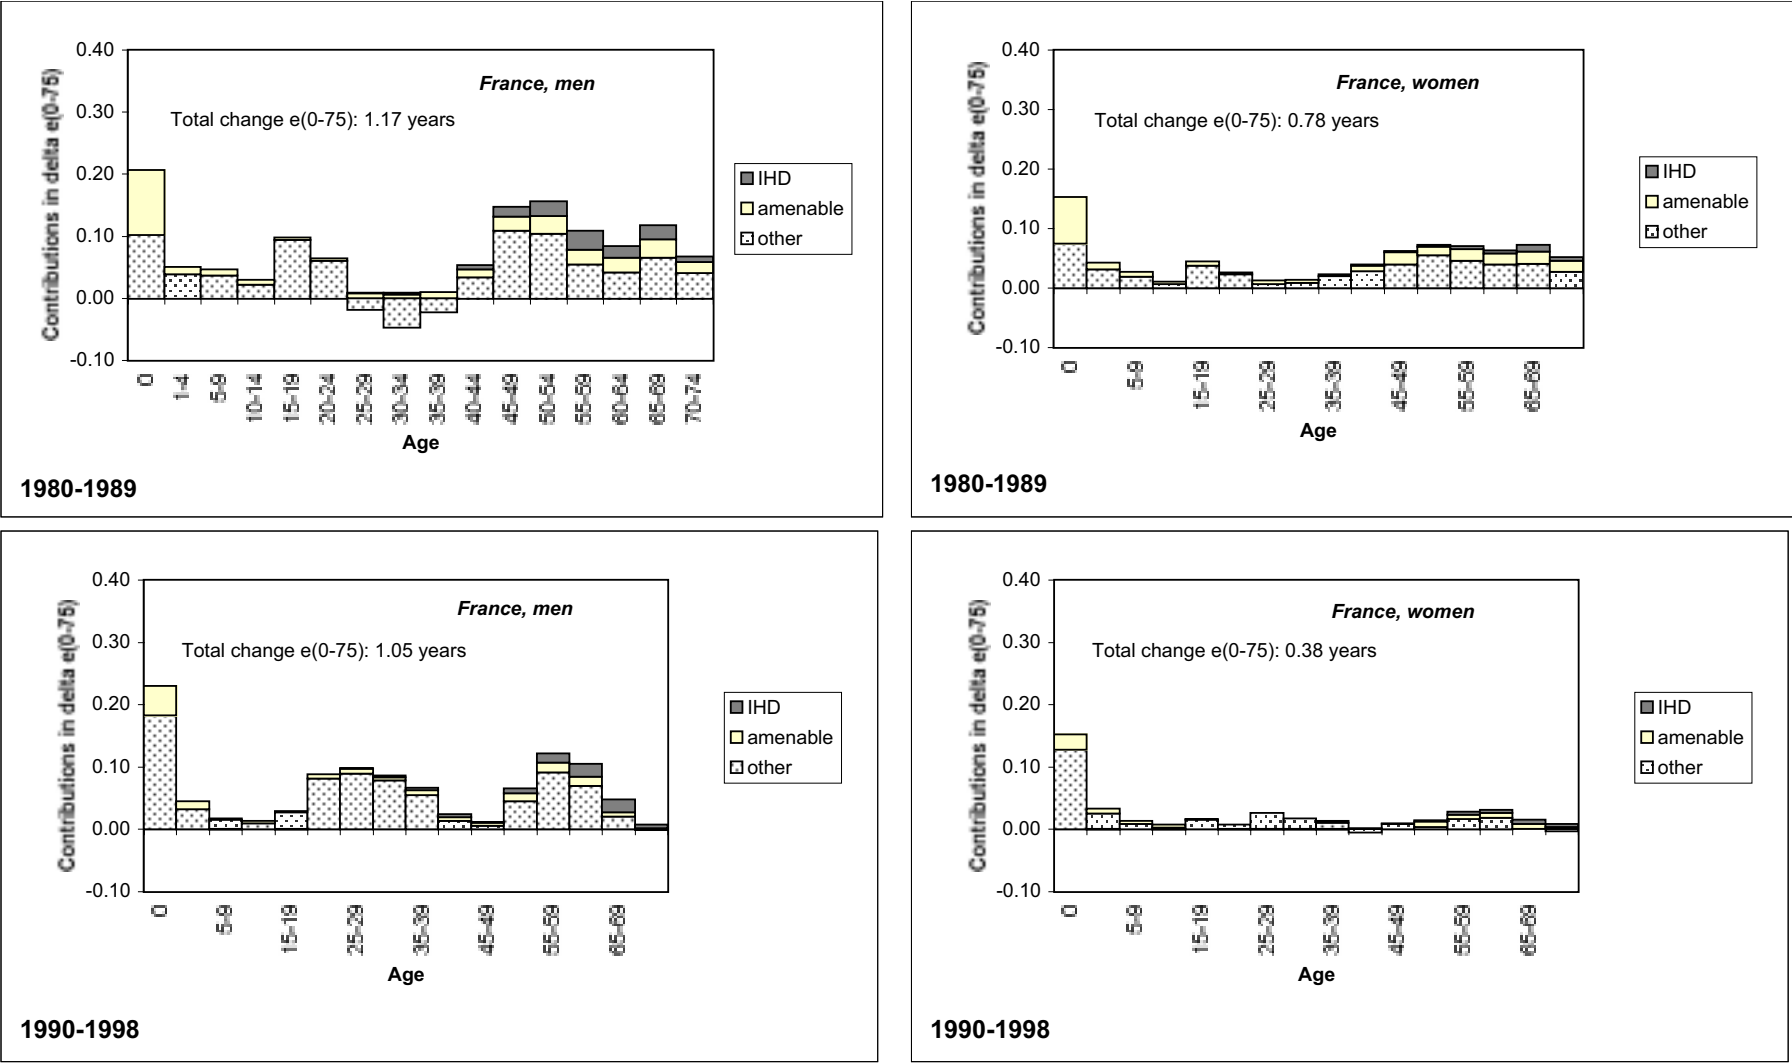 France, men
Total change e(0-75): 1.17 years
Contributions in delta e(0-75)
0.40
0.30
0.20
0.10
0.00
-0.10
0
1-4
5-9
10-14
15-19
20-24
25-29
30-34
35-39
40-44
45-49
50-54
55-59
60-64
65-69
70-74
Age
IHD
amenable
other
1980-1989
France, women
Total change e(0-75): 0.78 years
Contributions in delta e(0-75)
0.40
0.30
0.20
0.10
0.00
-0.10
0
5-9
15-19
25-29
35-39
45-49
55-59
65-69
Age
IHD
amenable
other
1980-1989
France, men
Total change e(0-75): 1.05 years
Contributions in delta e(0-75)
0.40
0.30
0.20
0.10
0.00
-0.10
0
5-9
15-19
25-29
35-39
45-49
55-59
65-69
Age
IHD
amenable
other
1990-1998
France, women
Total change e(0-75): 0.38 years
Contributions in delta e(0-75)
0.40
0.30
0.20
0.10
0.00
-0.10
0
5-9
15-19
25-29
35-39
45-49
55-59
65-69
Age
IHD
amenable
other
1990-1998